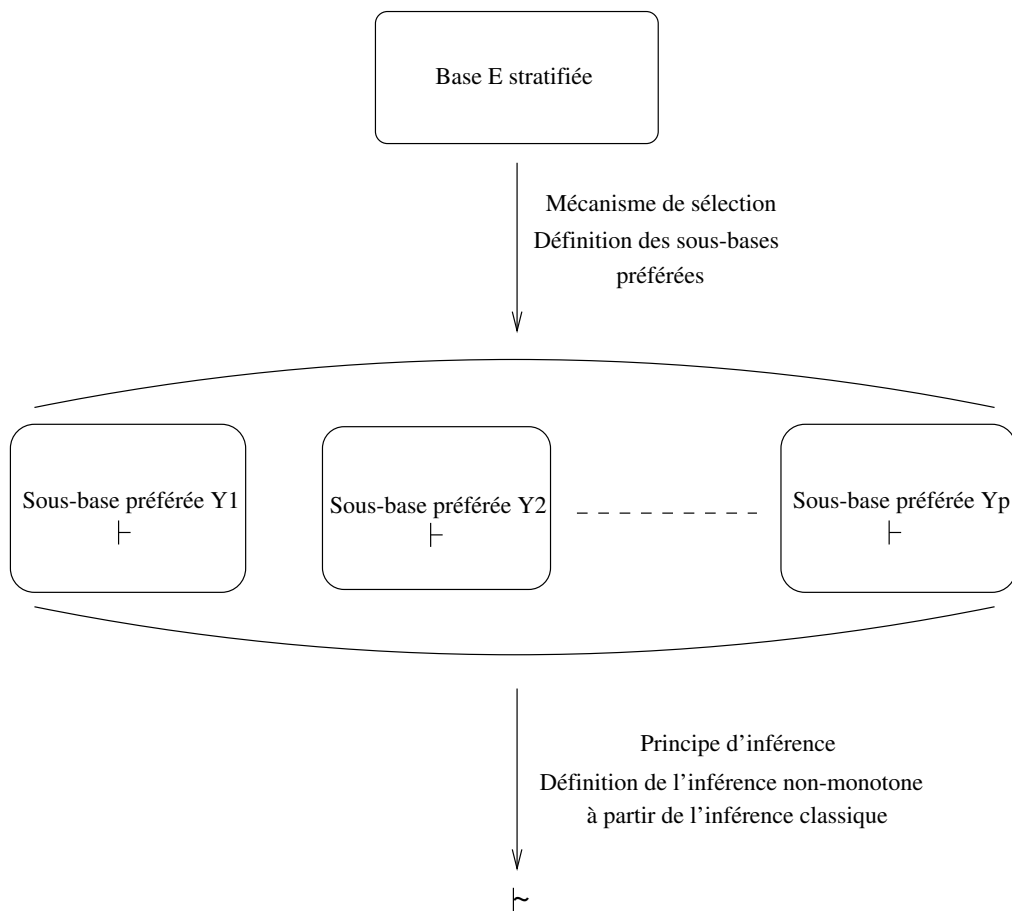 Base E stratifiée
Mécanisme de sélection
Définition des sous-bases
préférées
Sous-base préférée Y1
⊢
Sous-base préférée Y2
⊢
Sous-base préférée Yp
⊢
Principe d'inférence
Définition de l'inférence non-monotone
à partir de l'inférence classique
|~